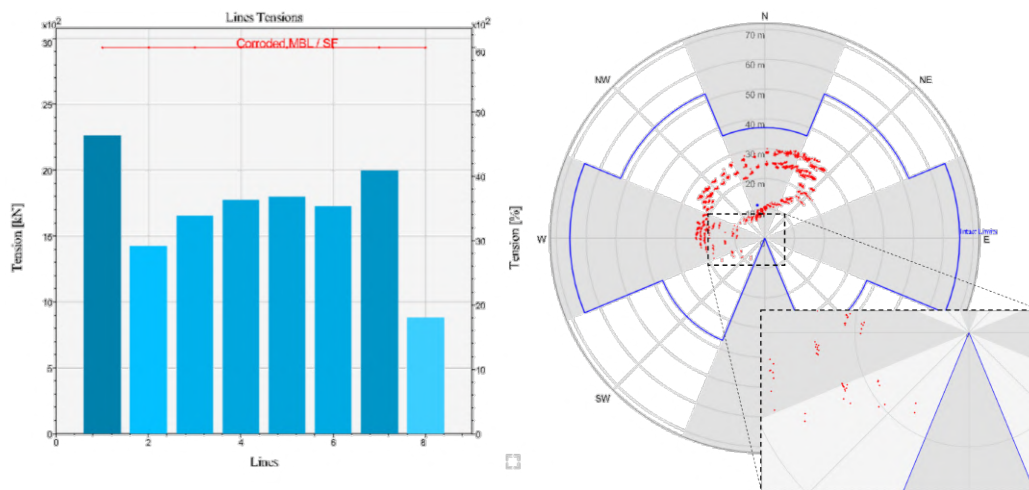 Lines Tensions
x10²
x10²
Corroded,MBL / SF
30
25
20
15
10
5
0
60
50
40
30
20
10
0
Tension [kN]
Tension [%]
0
2
4
6
8
Lines
N
NE
E
SW
W
NW
70 m
60 m
50 m
40 m
30 m
20 m
Intact Limits